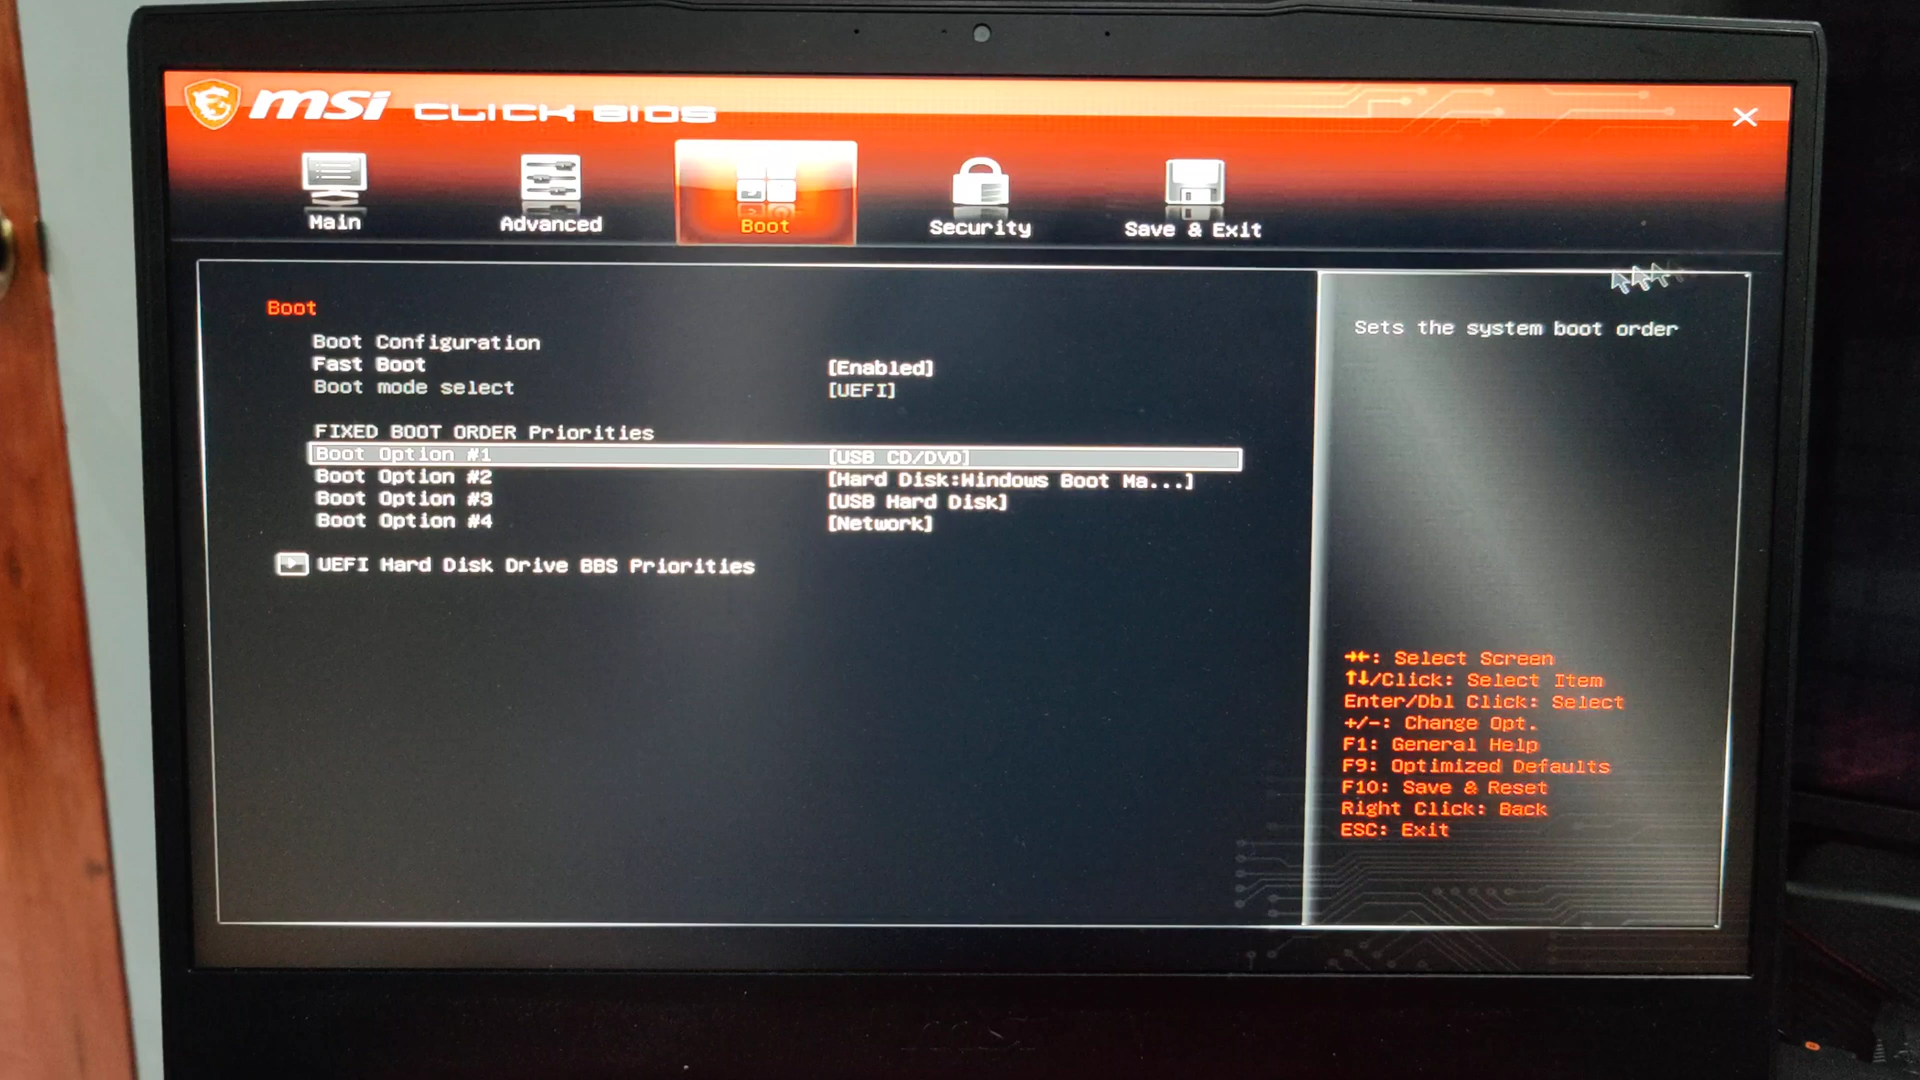 msi CLICK BIOS
Main
Advanced
Boot
Security
Save & Exit
Boot
Boot Configuration
Fast Boot [Enabled]
Boot mode select [UEFI]
FIXED BOOT ORDER Priorities
Boot Option #1 [USB CD/DVD]
Boot Option #2 [Hard Disk:Windows Boot Ma...]
Boot Option #3 [USB Hard Disk]
Boot Option #4 [Network]
UEFI Hard Disk Drive BBS Priorities
Sets the system boot order
→←: Select Screen
↑↓/Click: Select Item
Enter/Dbl Click: Select
+/-: Change Opt.
F1: General Help
F9: Optimized Defaults
F10: Save & Reset
Right Click: Back
ESC: Exit
msi